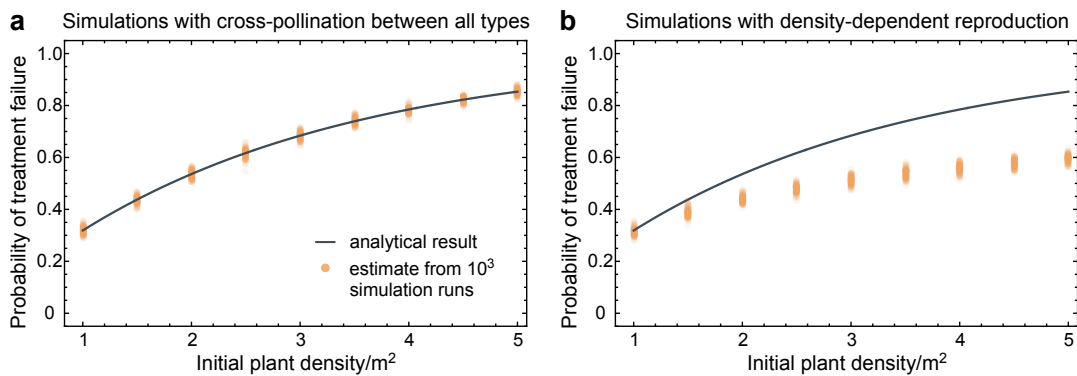 a
Simulations with cross-pollination between all types
Probability of treatment failure
1.0
0.8
0.6
0.4
0.2
0
analytical result
estimate from 10³
simulation runs
1 2 3 4 5
Initial plant density/m²
b
Simulations with density-dependent reproduction
Probability of treatment failure
1.0
0.8
0.6
0.4
0.2
0
1 2 3 4 5
Initial plant density/m²